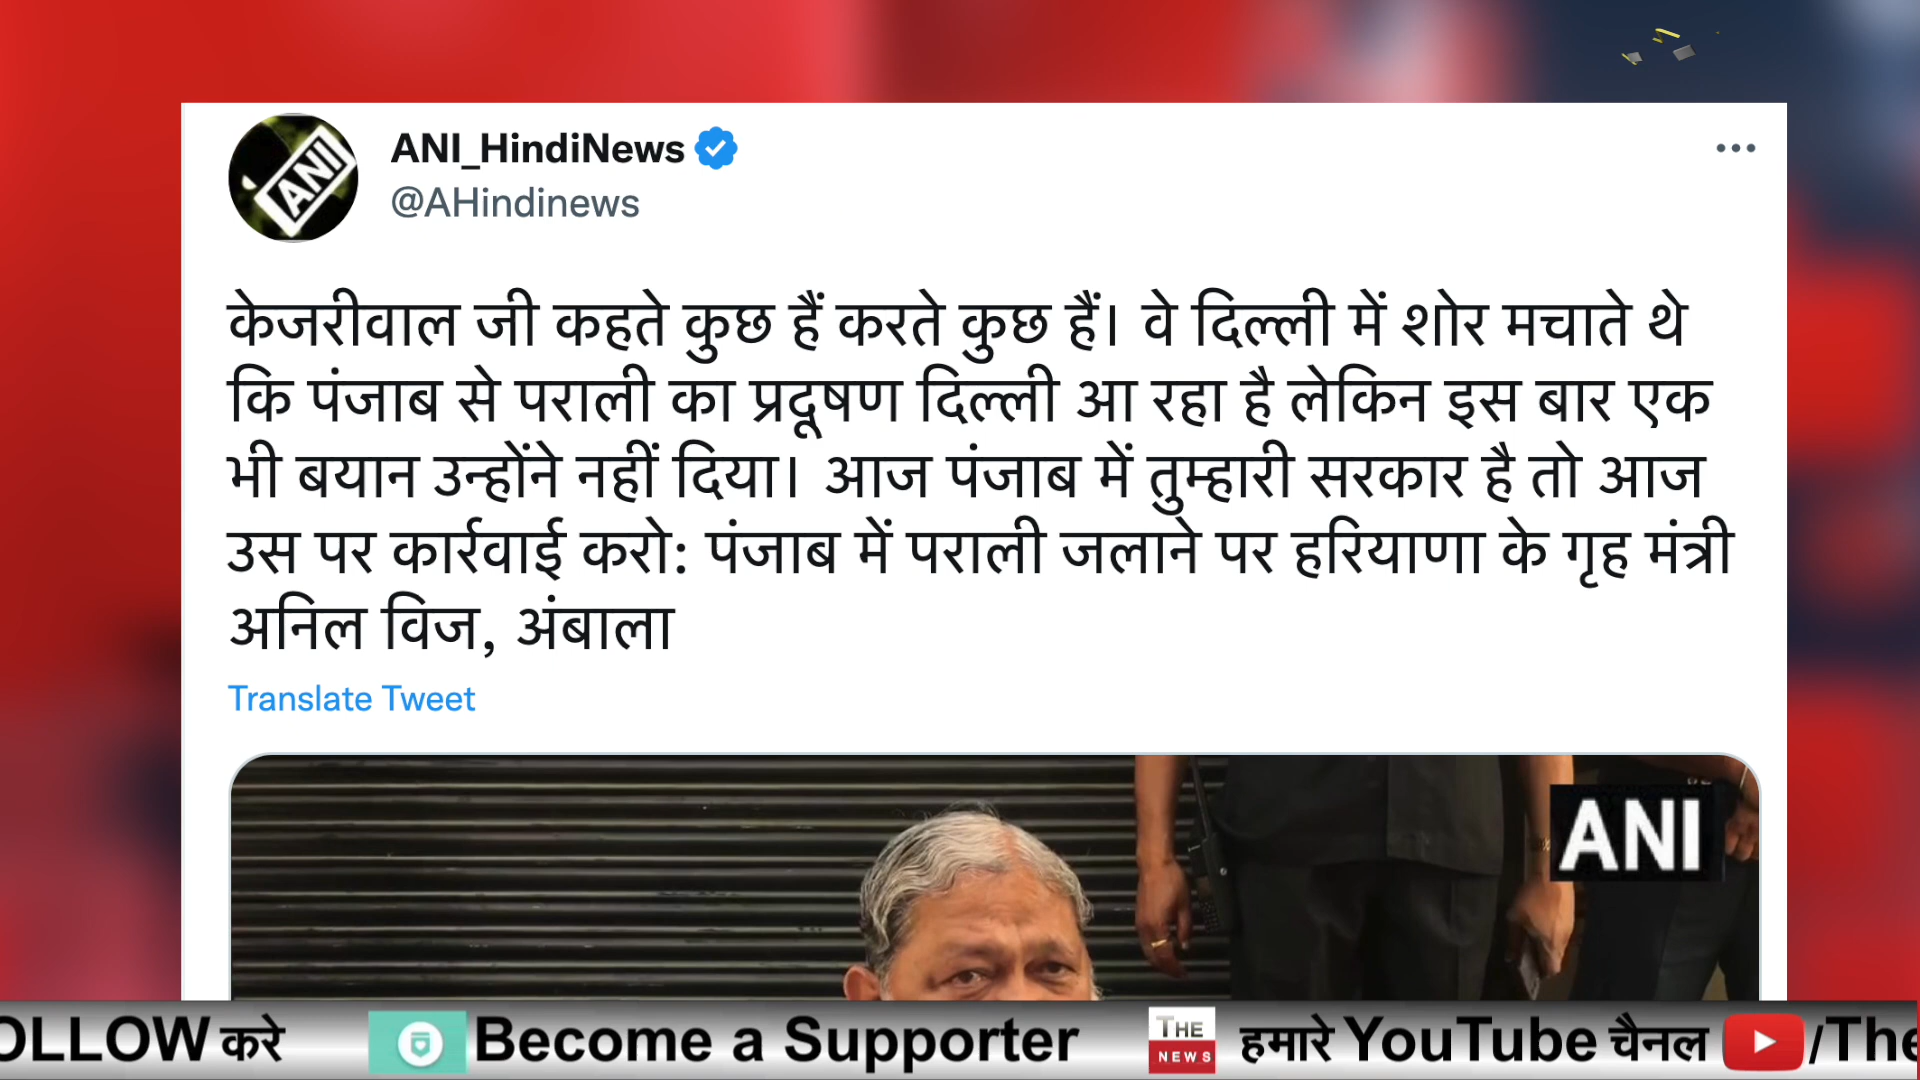 ANI
ANI_HindiNews
@AHindinews
केजरीवाल जी कहते कुछ हैं करते कुछ हैं। वे दिल्ली में शोर मचाते थे
कि पंजाब से पराली का प्रदूषण दिल्ली आ रहा है लेकिन इस बार एक
भी बयान उन्होंने नहीं दिया। आज पंजाब में तुम्हारी सरकार है तो आज
उस पर कार्रवाई करो: पंजाब में पराली जलाने पर हरियाणा के गृह मंत्री
अनिल विज, अंबाला
Translate Tweet
ANI
OLLOW करे Become a Supporter THE NEWS हमारे YouTube चैनल /The